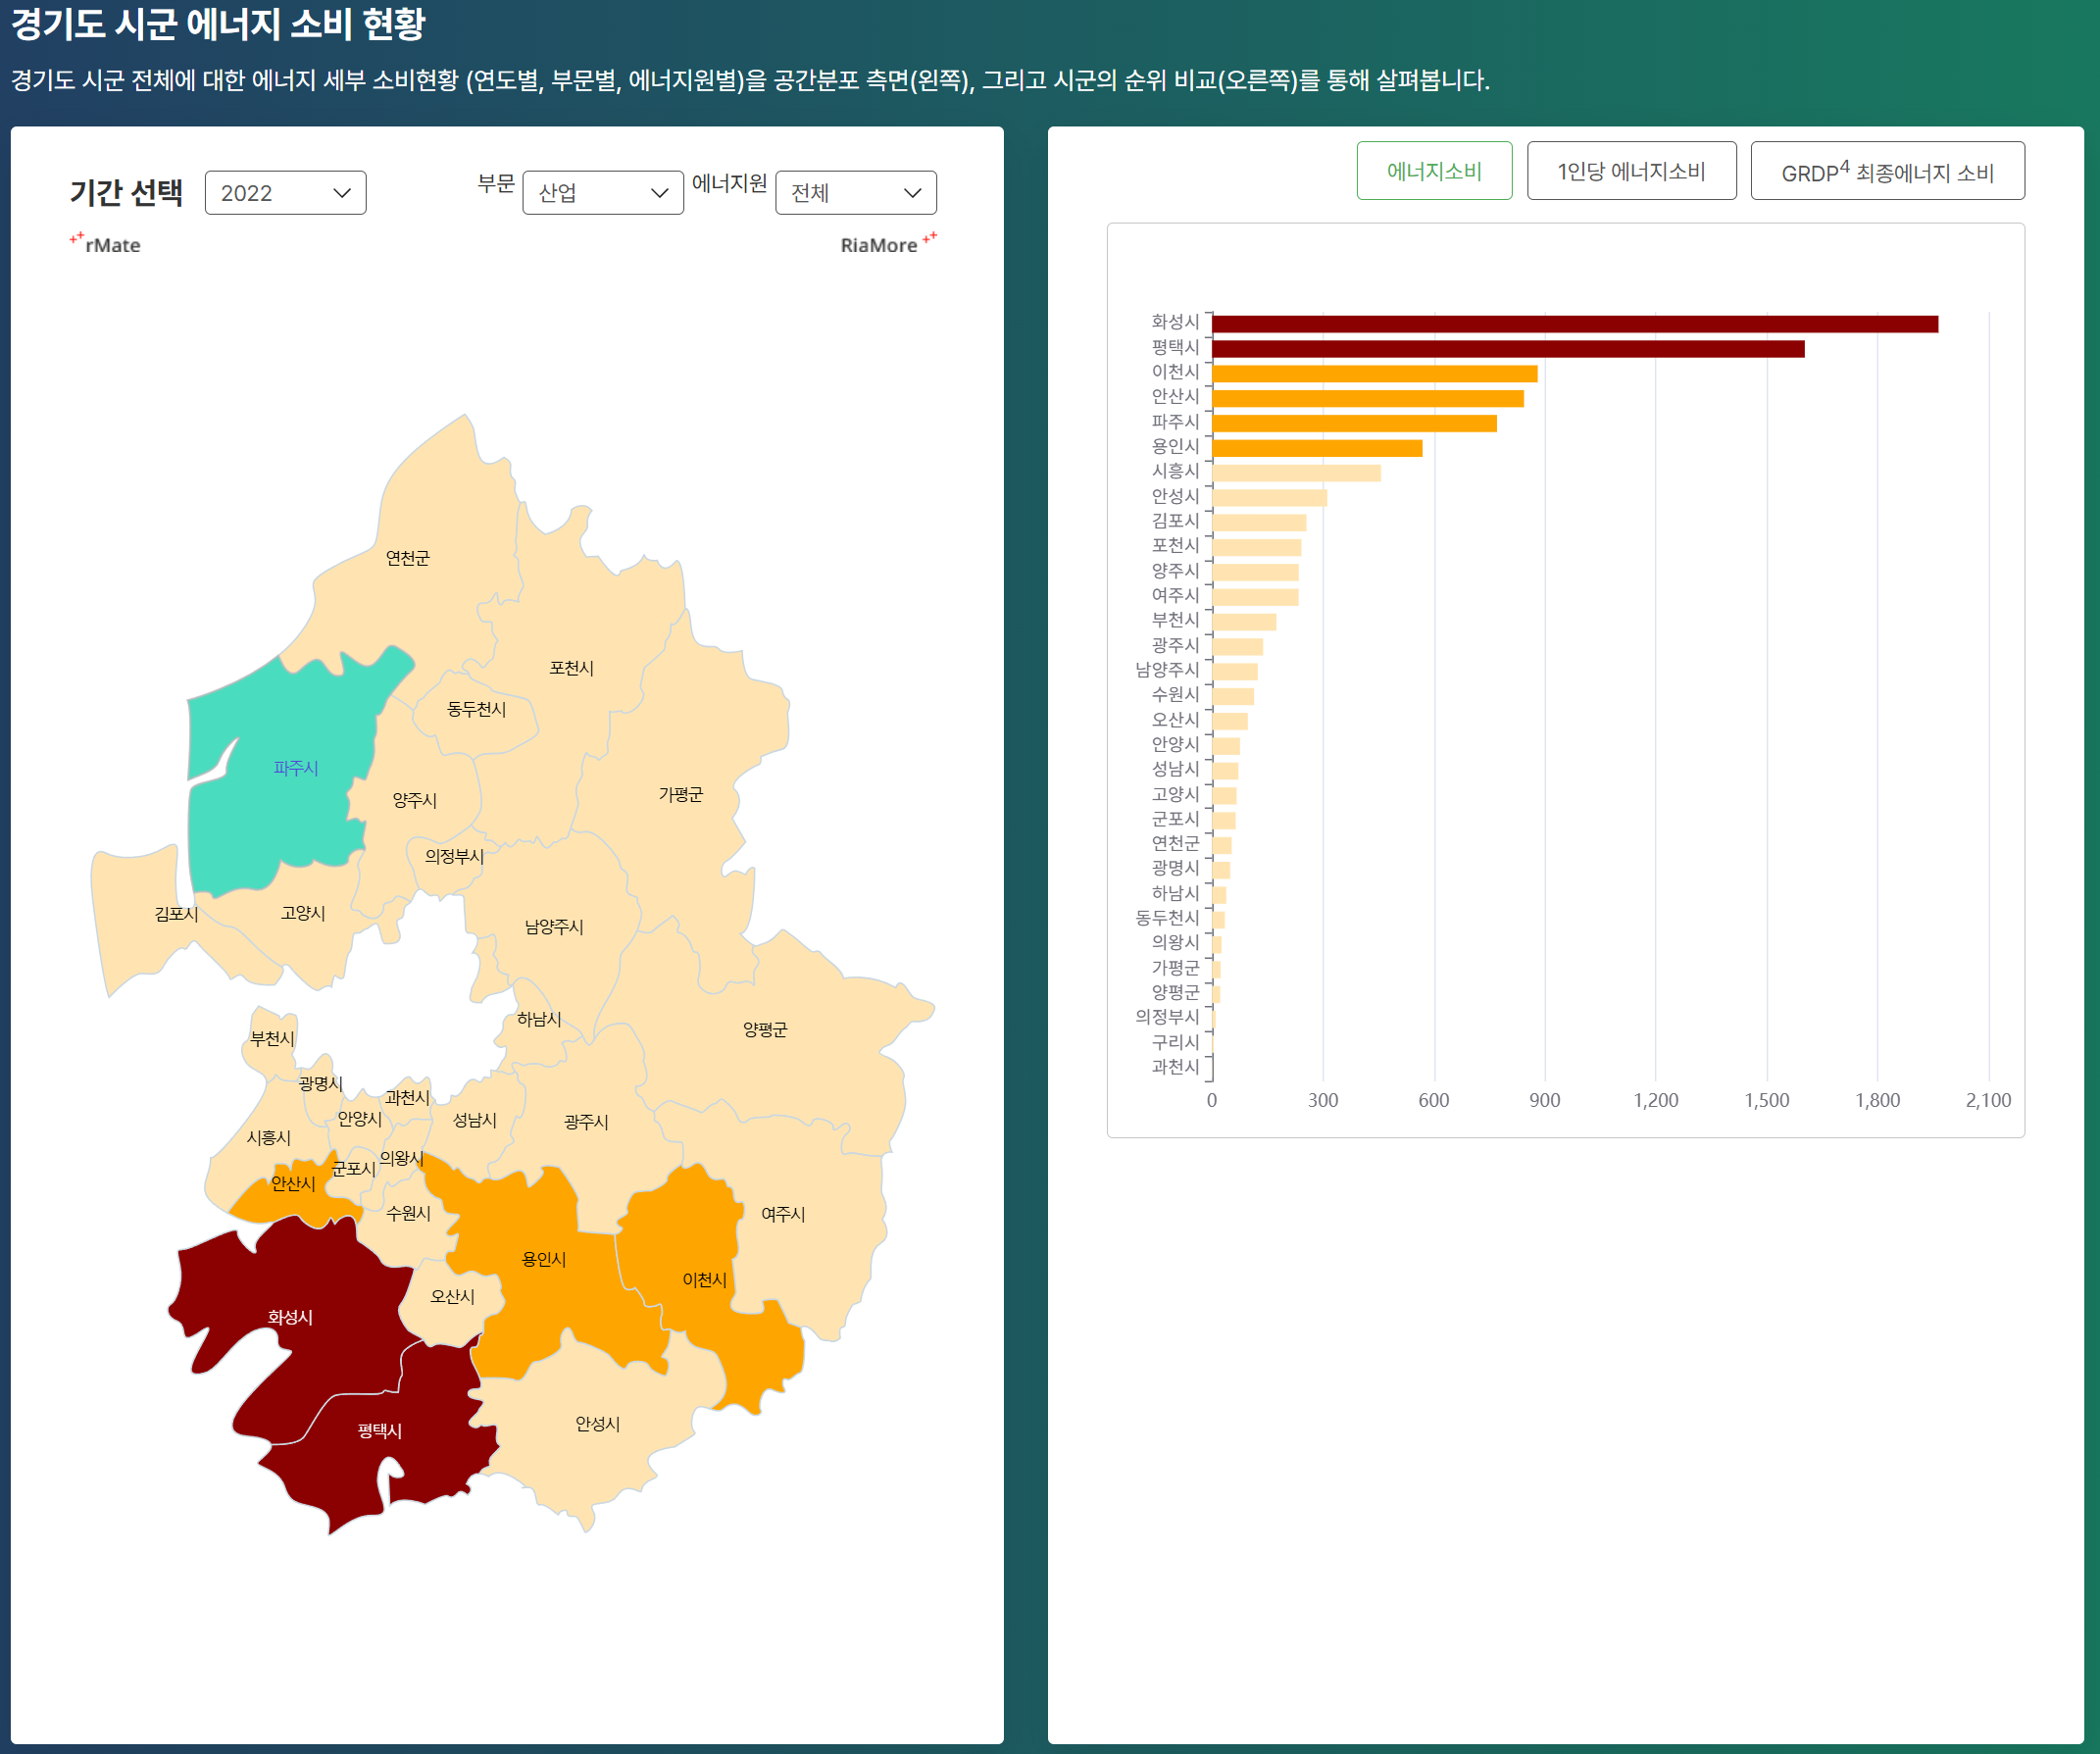 경기도 시군 에너지 소비 현황
경기도 시군 전체에 대한 에너지 세부 소비현황 (연도별, 부문별, 에너지원별)을 공간분포 측면(왼쪽), 그리고 시군의 순위 비교(오른쪽)를 통해 살펴봅니다.
기간 선택 2022 부문 산업 에너지원 전체
rMate RiaMore
연천군
포천시
동두천시
파주시
가평군
양주시
의정부시
김포시
고양시
남양주시
하남시
양평군
부천시
광명시
과천시
안양시
성남시
광주시
시흥시
의왕시
군포시
안산시
수원시
여주시
용인시
이천시
오산시
화성시
안성시
평택시
에너지소비 1인당 에너지소비 GRDP4 최종에너지 소비
화성시
평택시
이천시
안산시
파주시
용인시
시흥시
안성시
김포시
포천시
양주시
여주시
부천시
광주시
남양주시
수원시
오산시
안양시
성남시
고양시
군포시
연천군
광명시
하남시
동두천시
의왕시
가평군
양평군
의정부시
구리시
과천시
0 300 600 900 1,200 1,500 1,800 2,100